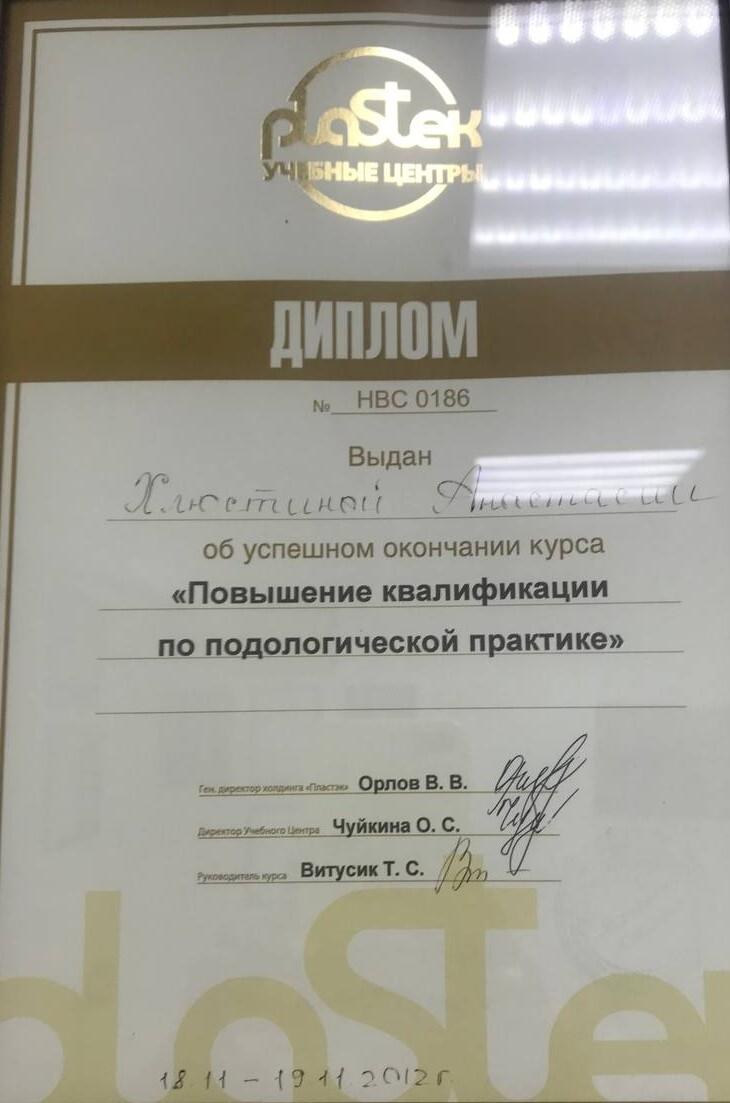 plastek
УЧЕБНЫЕ ЦЕНТРЫ
ДИПЛОМ
№ НВС 0186
Выдан
Хлюстиной Анастасии
об успешном окончании курса
«Повышение квалификации
по подологической практике»
Ген. директор холдинга «Пластэк» Орлов В. В.
Директор Учебного Центра Чуйкина О. С.
Руководитель курса Витусик Т. С.
plastek
18.11 – 19.11.2012г.